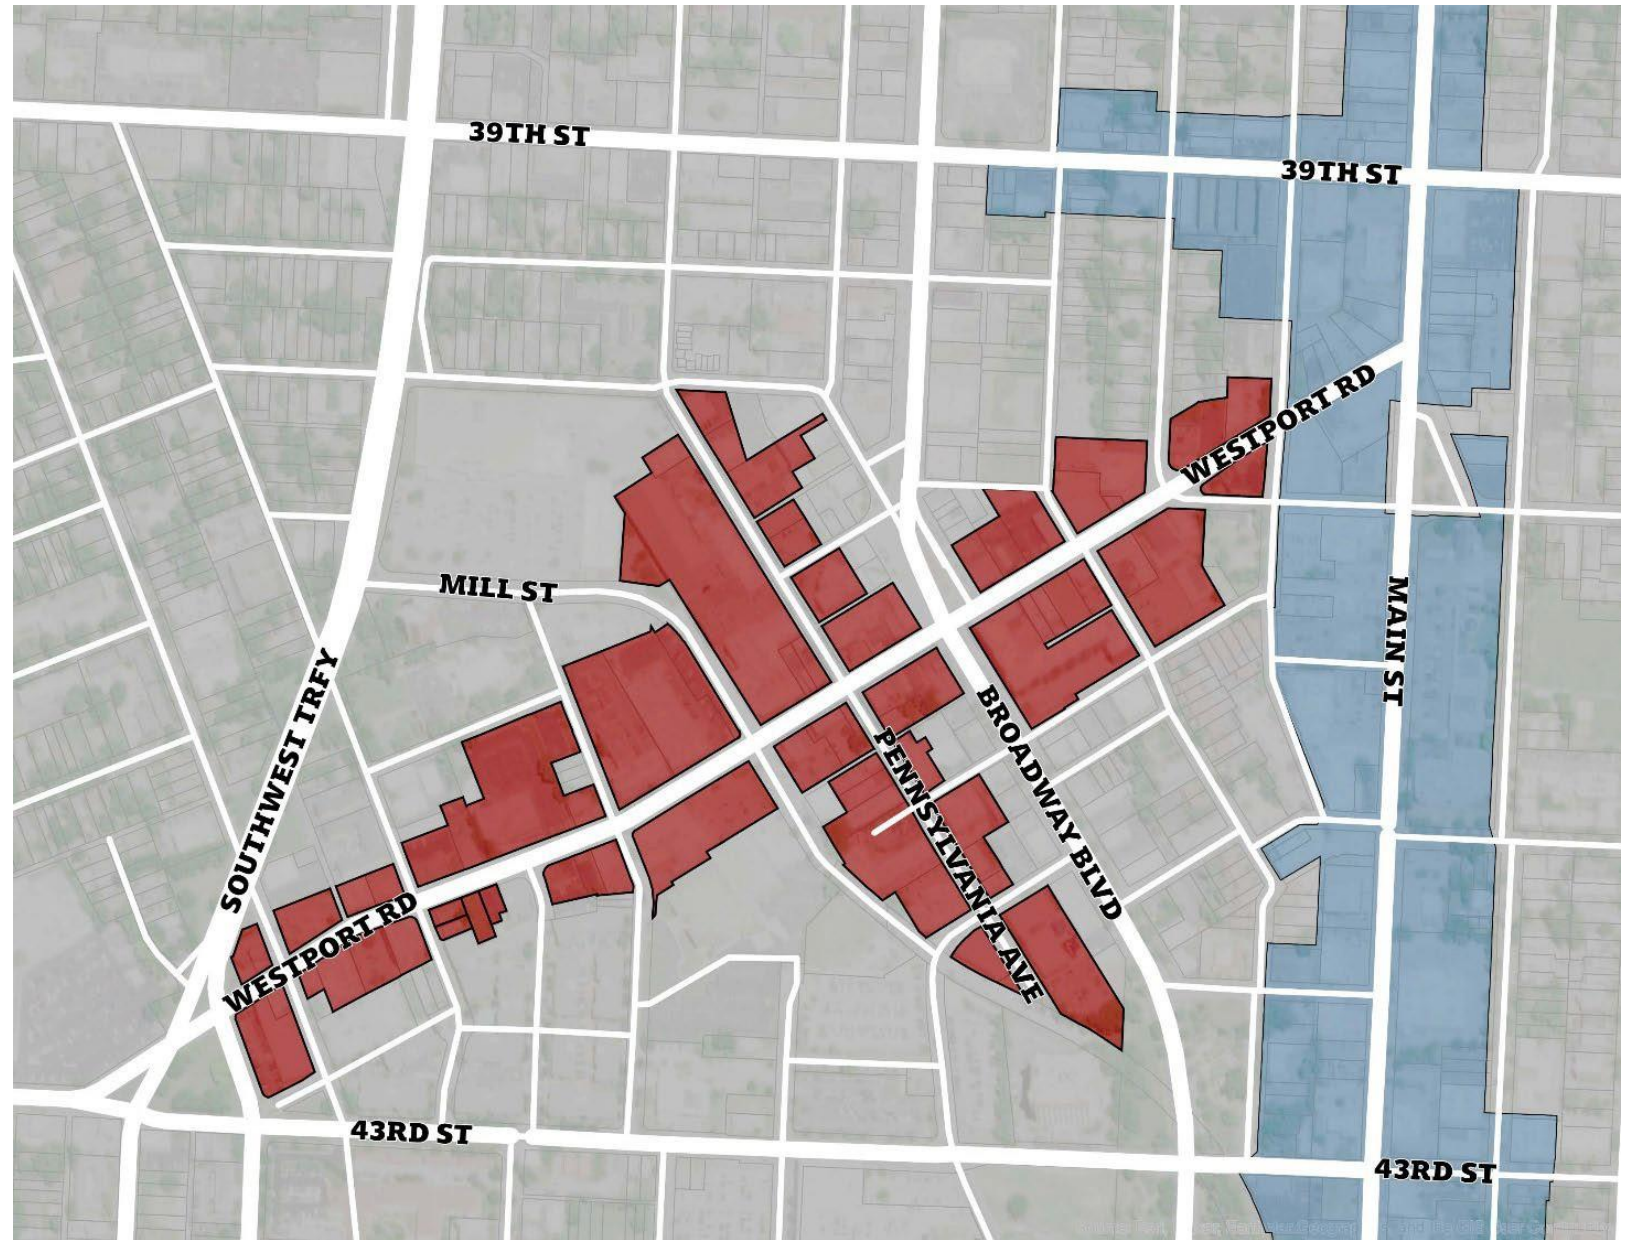 39TH ST
39TH ST
WESTPORT RD
MILL ST
MAIN ST
SOUTHWEST TRFY
BROADWAY BLVD
PENNSYLVANIA AVE
WESTPORT RD
43RD ST
43RD ST